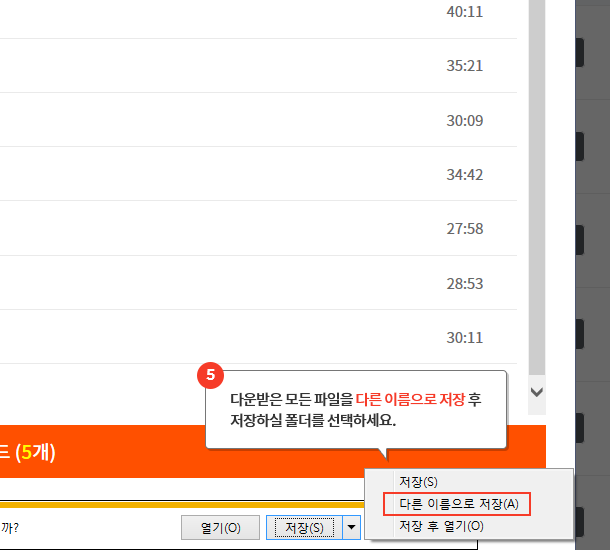 40:11
35:21
30:09
34:42
27:58
28:53
30:11
5
다운받은 모든 파일을 다른 이름으로 저장 후
저장하실 폴더를 선택하세요.
드 (5개)
저장(S)
다른 이름으로 저장(A)
저장 후 열기(O)
까?
열기(O)
저장(S)